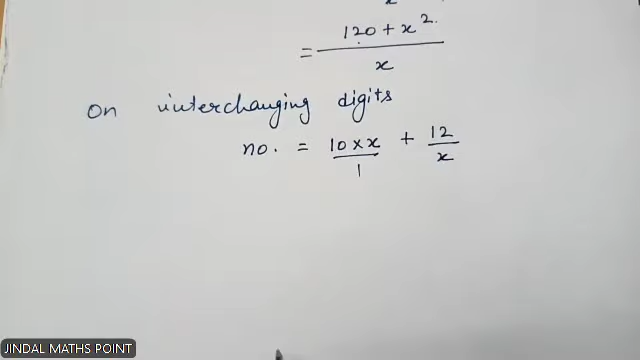 = 120 + x² / x
On interchanging digits
no. = 10 × x / 1 + 12 / x
JINDAL MATHS POINT